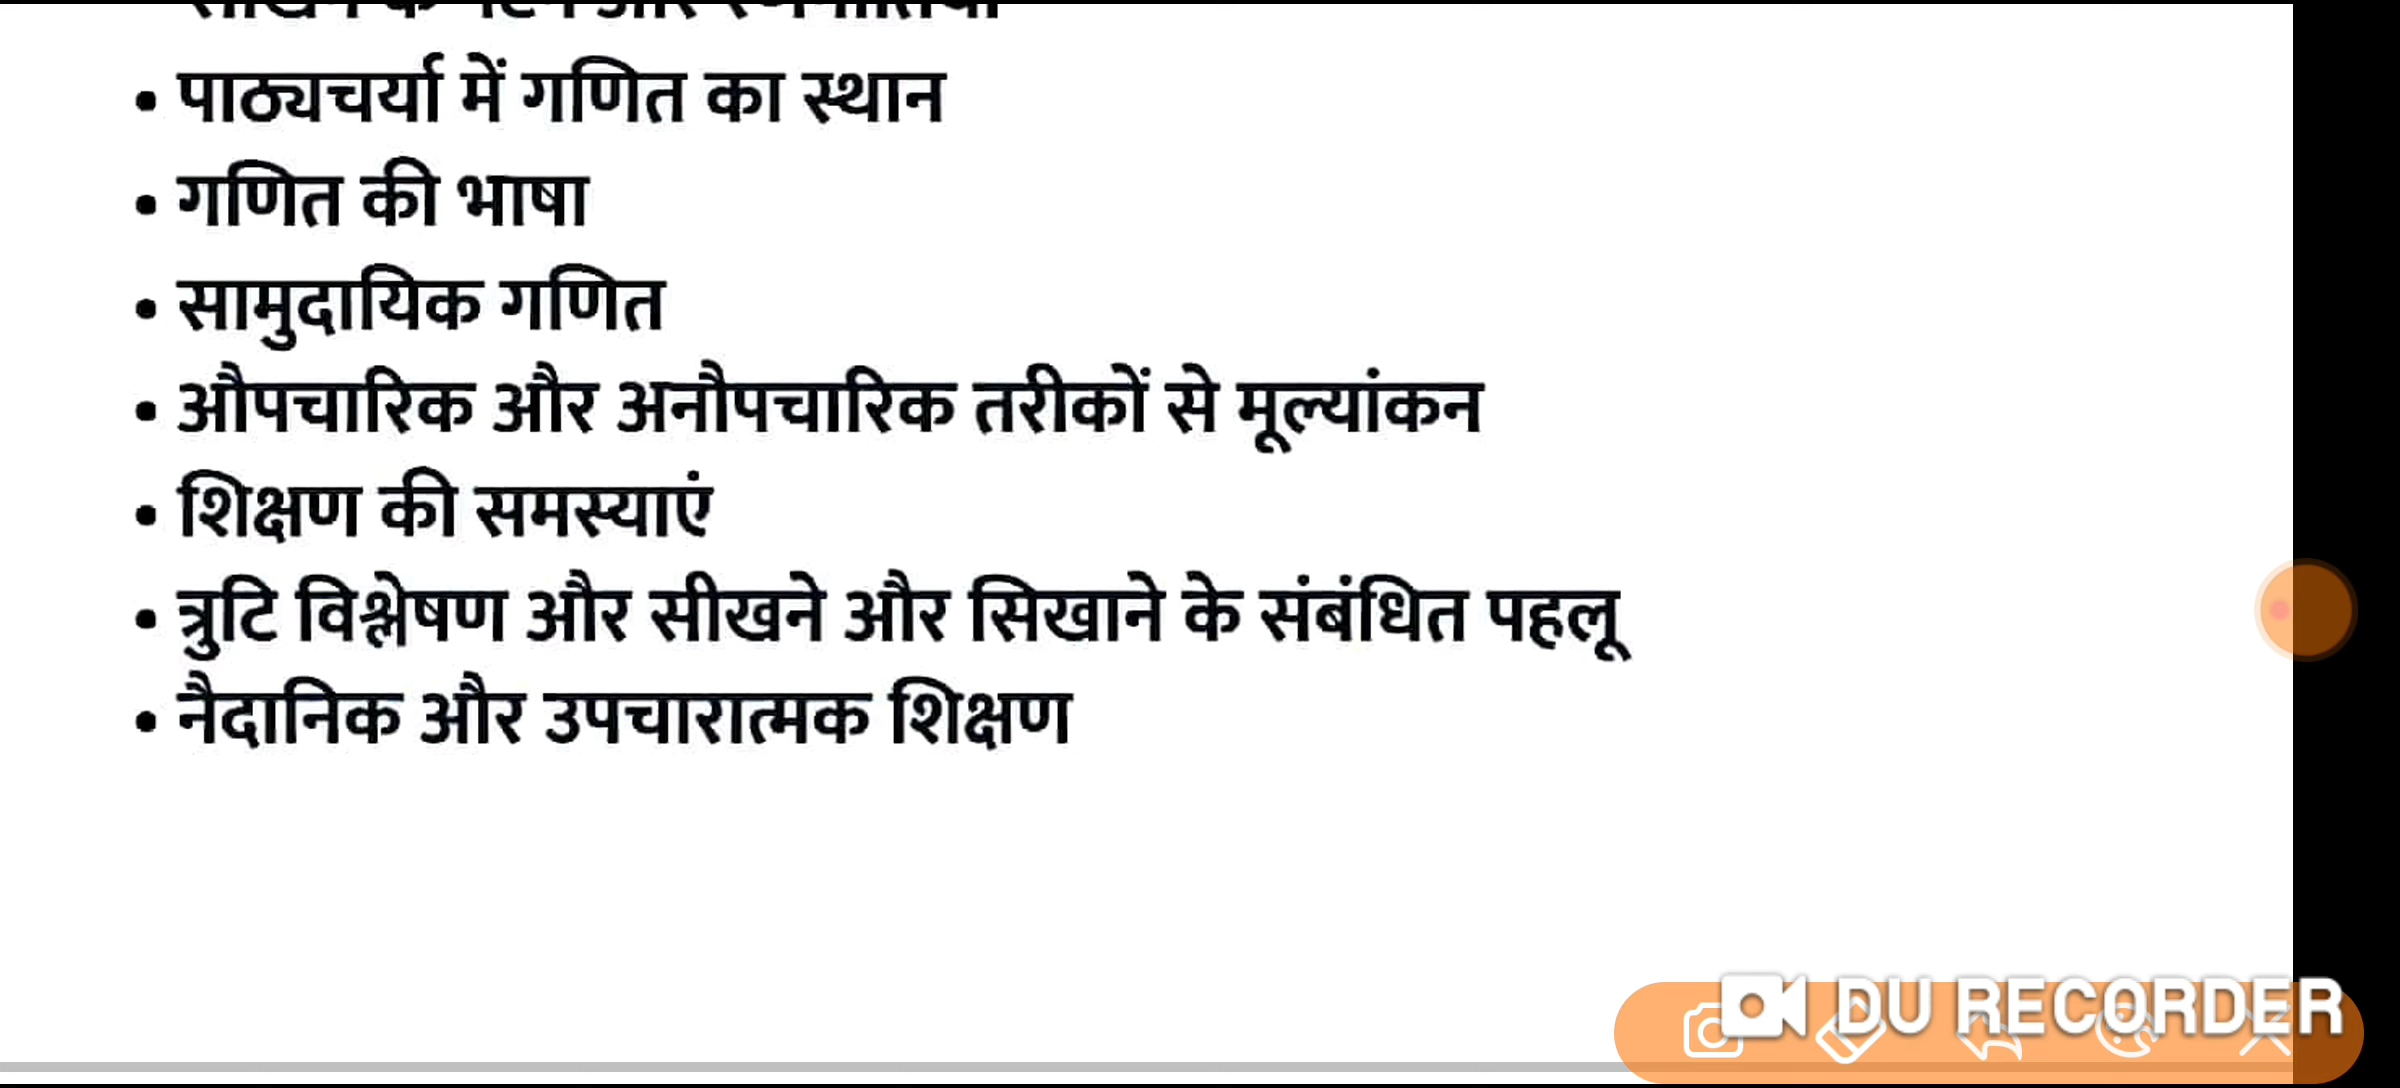 • पाठ्यचर्या में गणित का स्थान
• गणित की भाषा
• सामुदायिक गणित
• औपचारिक और अनौपचारिक तरीकों से मूल्यांकन
• शिक्षण की समस्याएं
• त्रुटि विश्लेषण और सीखने और सिखाने के संबंधित पहलू
• नैदानिक और उपचारात्मक शिक्षण
DU RECORDER